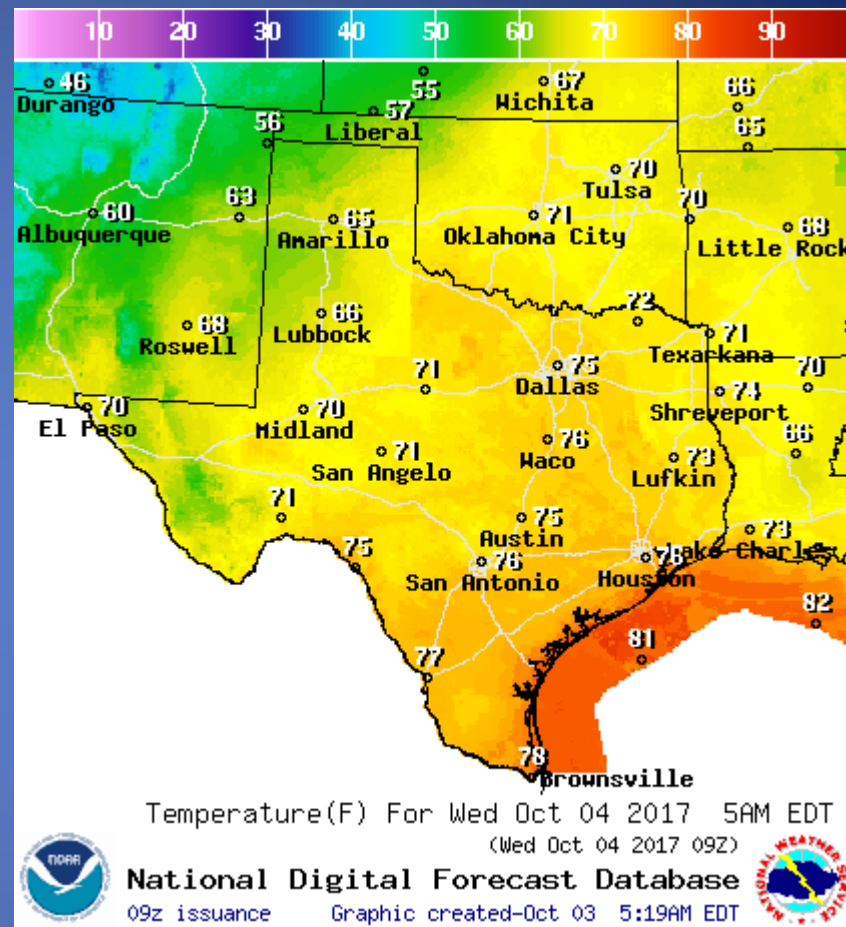 10 20 30 40 50 60 70 80 90
46
Durango
55
67
Wichita
57
Liberal
66
56
65
70
Tulsa
60
Albuquerque
63
65
Amarillo
71
Oklahoma City
70
68
Little Rock
68
Roswell
66
Lubbock
72
71
Texarkana
71
75
Dallas
74
Shreveport
70
70
El Paso
70
Midland
71
San Angelo
76
Waco
73
Lufkin
66
71
75
Austin
73
Lake Charles
75
76
San Antonio
Houston
81
82
77
78
Brownsville
Temperature(F) For Wed Oct 04 2017 5AM EDT
(Wed Oct 04 2017 09Z)
National Digital Forecast Database
09z issuance Graphic created-Oct 03 5:19AM EDT
NOAA
NATIONAL WEATHER SERVICE